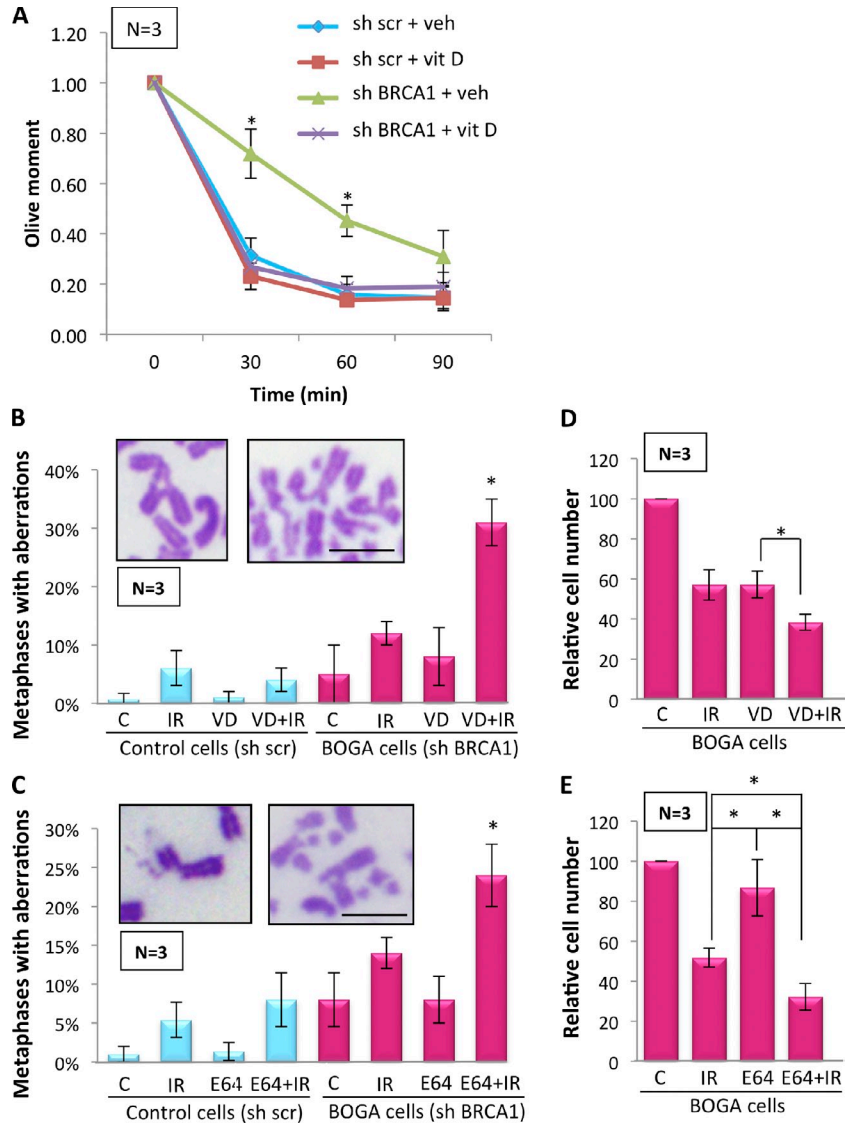 A
N=3
sh scr + veh
sh scr + vit D
sh BRCA1 + veh
sh BRCA1 + vit D
Olive moment
1.20
1.00
0.80
0.60
0.40
0.20
0.00
*
*
0 30 60 90
Time (min)
B
Metaphases with aberrations
40%
30%
20%
10%
0%
N=3
*
C IR VD VD+IR C IR VD VD+IR
Control cells (sh scr) BOGA cells (sh BRCA1)
C
Metaphases with aberrations
30%
25%
20%
15%
10%
5%
0%
N=3
*
C IR E64 E64+IR C IR E64 E64+IR
Control cells (sh scr) BOGA cells (sh BRCA1)
D
N=3
Relative cell number
120
100
80
60
40
20
0
*
C IR VD VD+IR
BOGA cells
E
N=3
Relative cell number
120
100
80
60
40
20
0
*
* *
C IR E64 E64+IR
BOGA cells